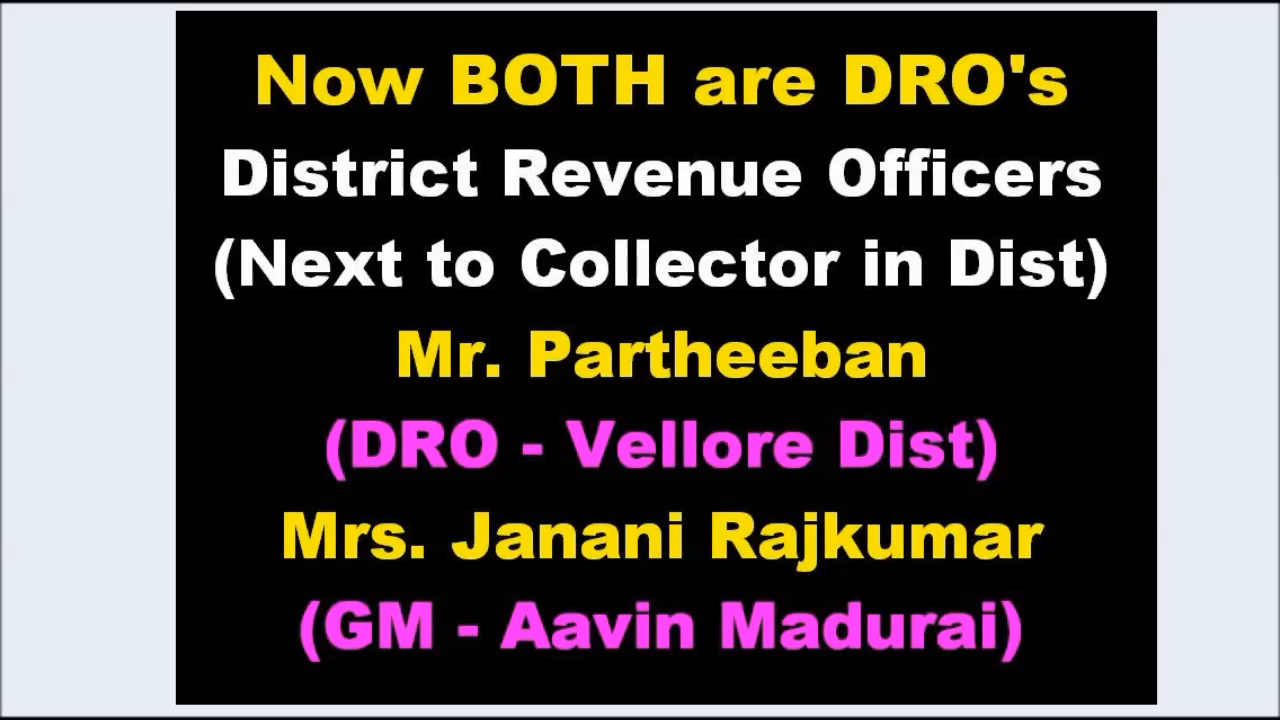 Now BOTH are DRO's
District Revenue Officers
(Next to Collector in Dist)
Mr. Partheeban
(DRO - Vellore Dist)
Mrs. Janani Rajkumar
(GM - Aavin Madurai)